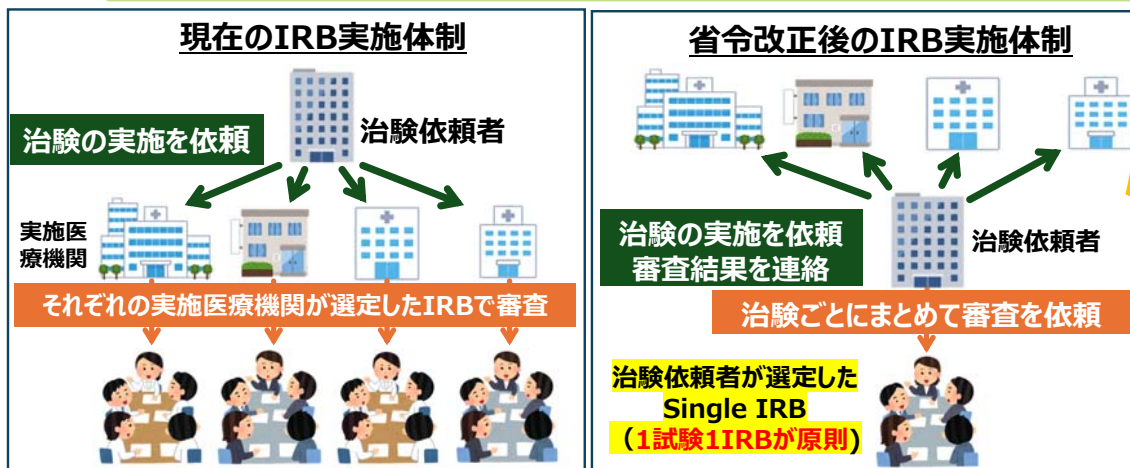 現在のIRB実施体制
治験の実施を依頼
治験依頼者
実施医
療機関
それぞれの実施医療機関が選定したIRBで審査
省令改正後のIRB実施体制
治験の実施を依頼
審査結果を連絡
治験依頼者
治験ごとにまとめて審査を依頼
治験依頼者が選定した
Single IRB
（1試験1IRBが原則)